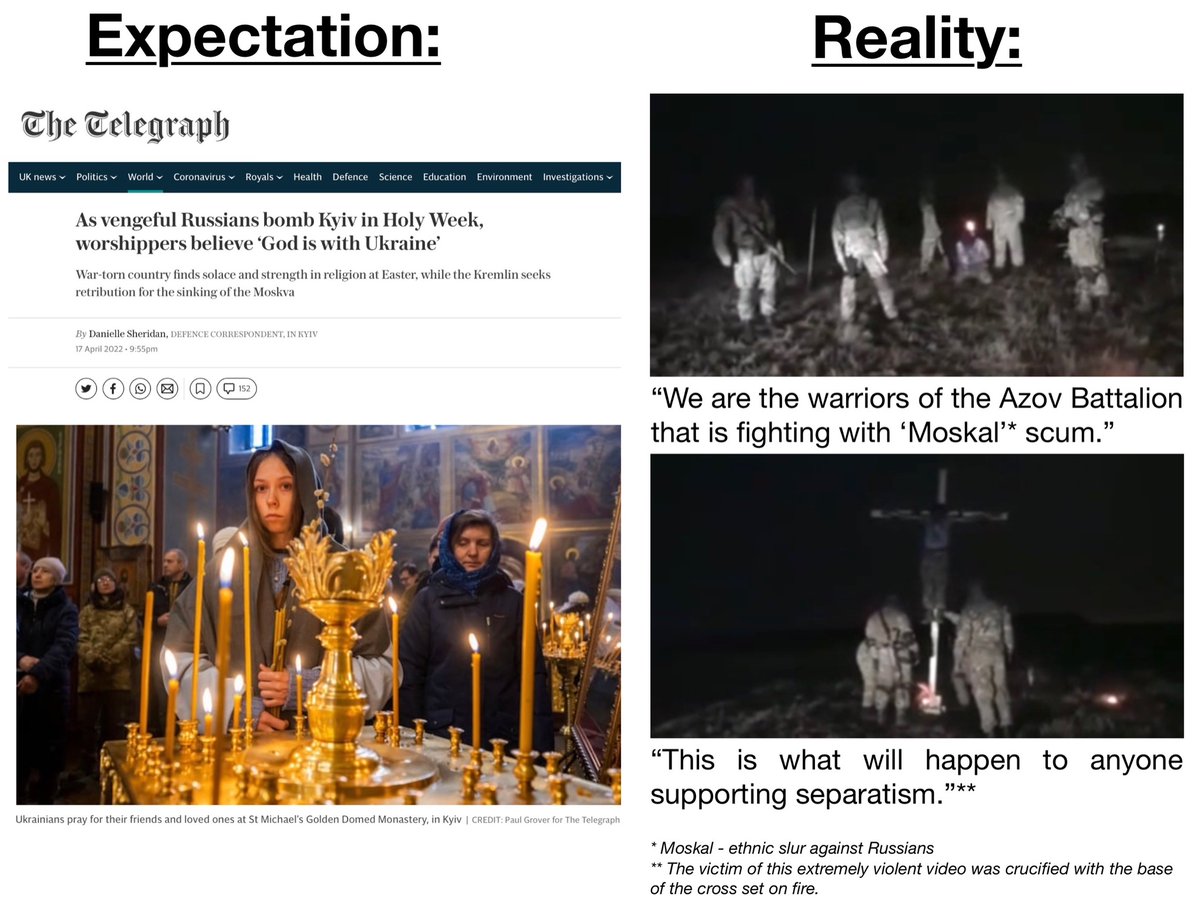 Expectation:
The Telegraph
UK news Politics World Coronavirus Royals Health Defence Science Education Environment Investigations
As vengeful Russians bomb Kyiv in Holy Week,
worshippers believe ‘God is with Ukraine’
War-torn country finds solace and strength in religion at Easter, while the Kremlin seeks
retribution for the sinking of the Moskva
By Danielle Sheridan, DEFENCE CORRESPONDENT, IN KYIV
17 April 2022 • 9:55pm
152
Ukrainians pray for their friends and loved ones at St Michael's Golden Domed Monastery, in Kyiv | CREDIT: Paul Grover for The Telegraph
Reality:
“We are the warriors of the Azov Battalion
that is fighting with ‘Moskal’* scum.”
“This is what will happen to anyone
supporting separatism.”**
* Moskal - ethnic slur against Russians
** The victim of this extremely violent video was crucified with the base
of the cross set on fire.